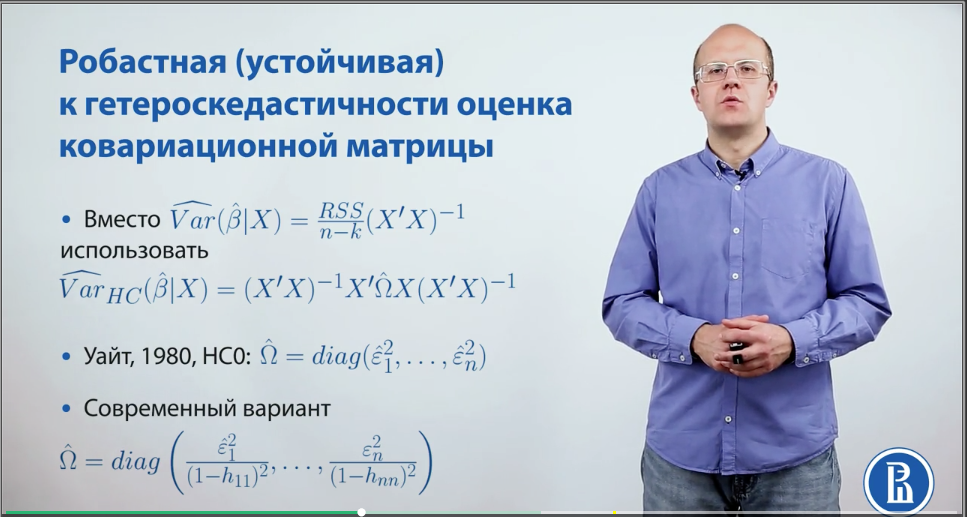 Робастная (устойчивая)
к гетероскедастичности оценка
ковариационной матрицы
• Вместо $\widehat{Var}(\hat{\beta}|X) = \frac{RSS}{n-k}(X'X)^{-1}$
использовать
$\widehat{Var}_{HC}(\hat{\beta}|X) = (X'X)^{-1}X'\hat{\Omega}X(X'X)^{-1}$
• Уайт, 1980, HC0: $\hat{\Omega} = diag(\hat{\varepsilon}_1^2, \ldots, \hat{\varepsilon}_n^2)$
• Современный вариант
$\hat{\Omega} = diag\left(\frac{\hat{\varepsilon}_1^2}{(1-h_{11})^2}, \ldots, \frac{\varepsilon_n^2}{(1-h_{nn})^2}\right)$